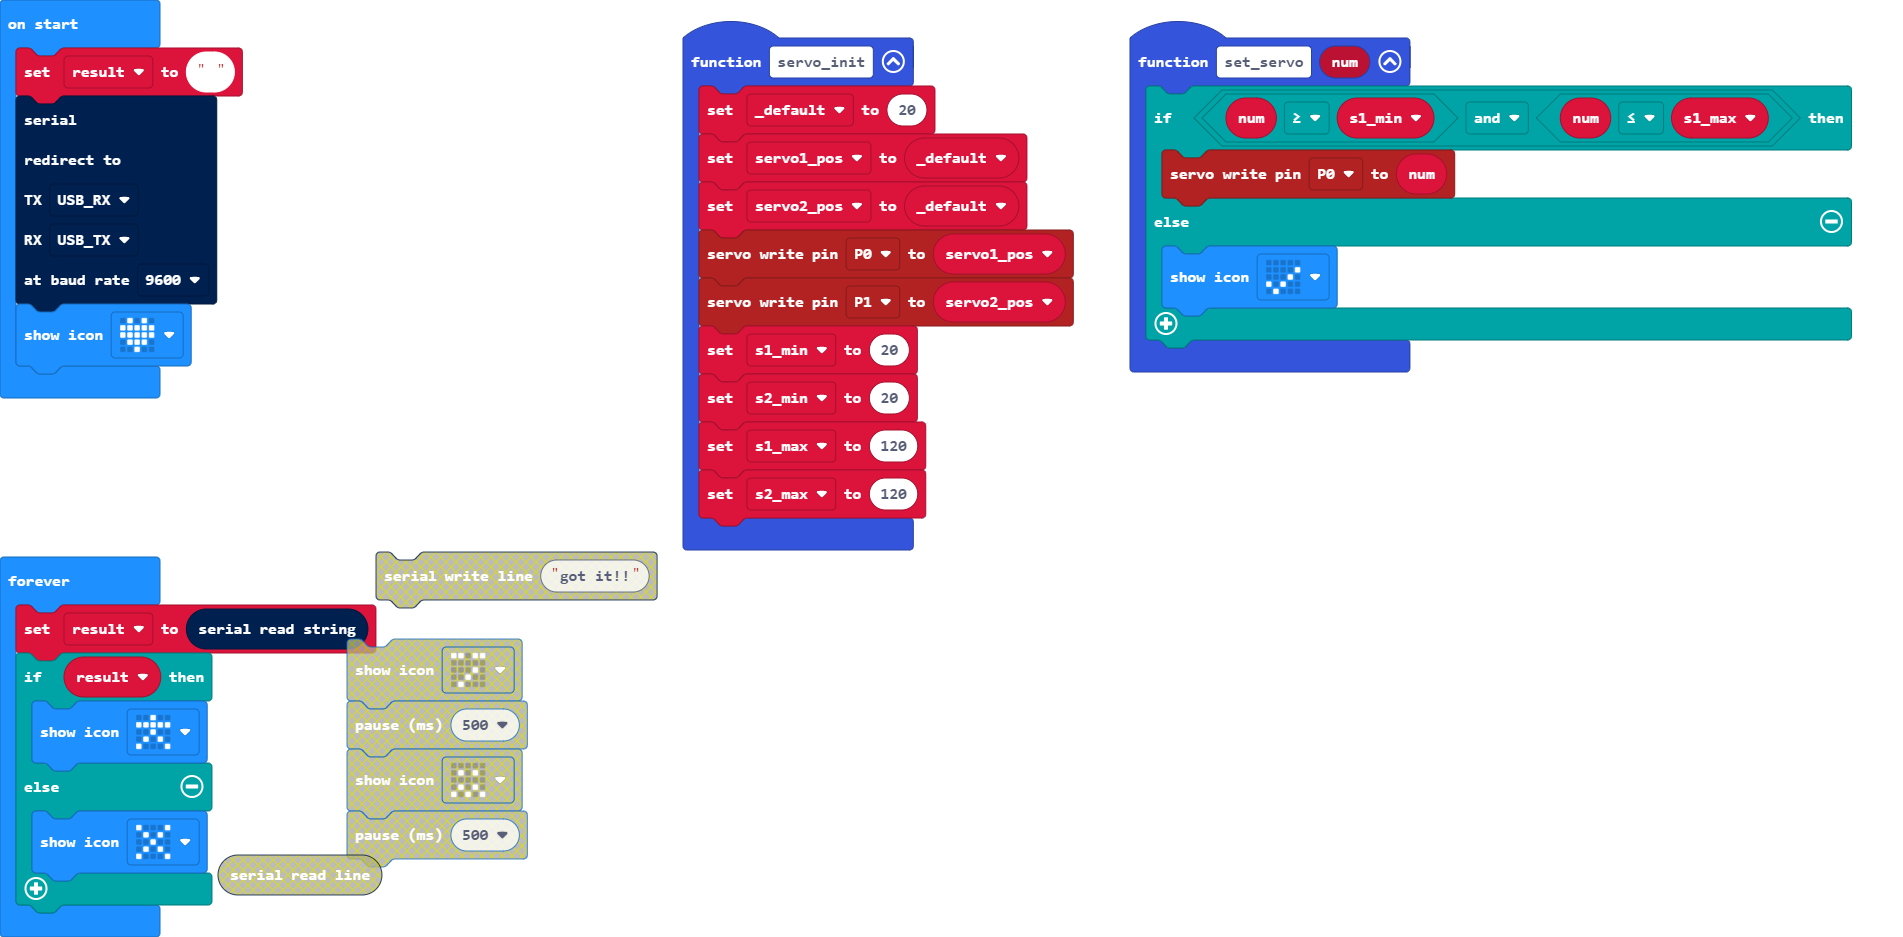 on start
set result to " "
serial
redirect to
TX USB_RX
RX USB_TX
at baud rate 9600
show icon
function servo_init
set _default to 20
set servo1_pos to _default
set servo2_pos to _default
servo write pin P0 to servo1_pos
servo write pin P1 to servo2_pos
set s1_min to 20
set s2_min to 20
set s1_max to 120
set s2_max to 120
function set_servo num
if num ≥ s1_min and num ≤ s1_max then
servo write pin P0 to num
else
show icon
forever
set result to serial read string
if result then
show icon
else
show icon
serial write line "got it!!"
show icon
pause (ms) 500
show icon
pause (ms) 500
serial read line